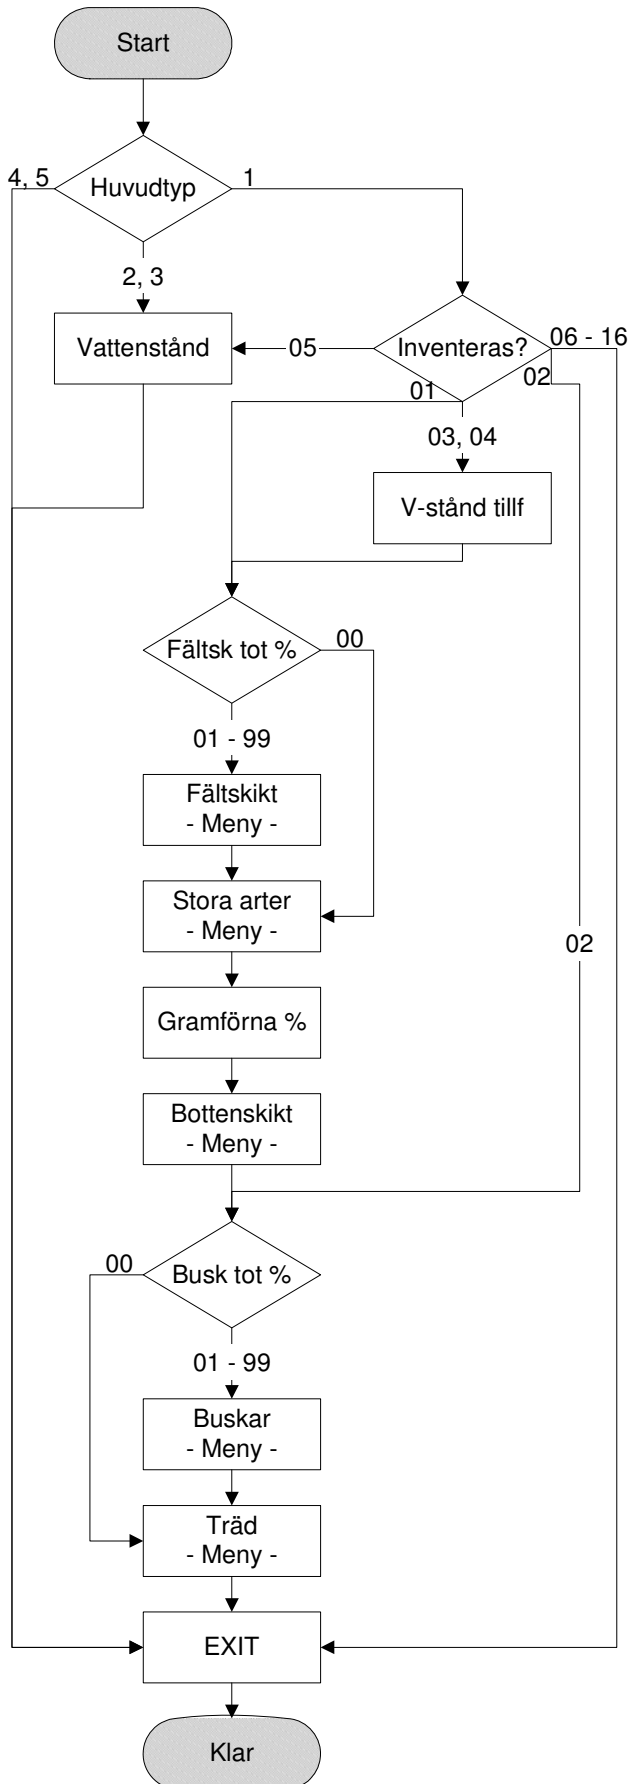 Start
4, 5
Huvudtyp
1
2, 3
Vattenstånd
05
Inventeras?
06 - 16
02
01
03, 04
V-stånd tillf
Fältsk tot %
00
01 - 99
Fältskikt
- Meny -
Stora arter
- Meny -
02
Gramförna %
Bottenskikt
- Meny -
00
Busk tot %
01 - 99
Buskar
- Meny -
Träd
- Meny -
EXIT
Klar